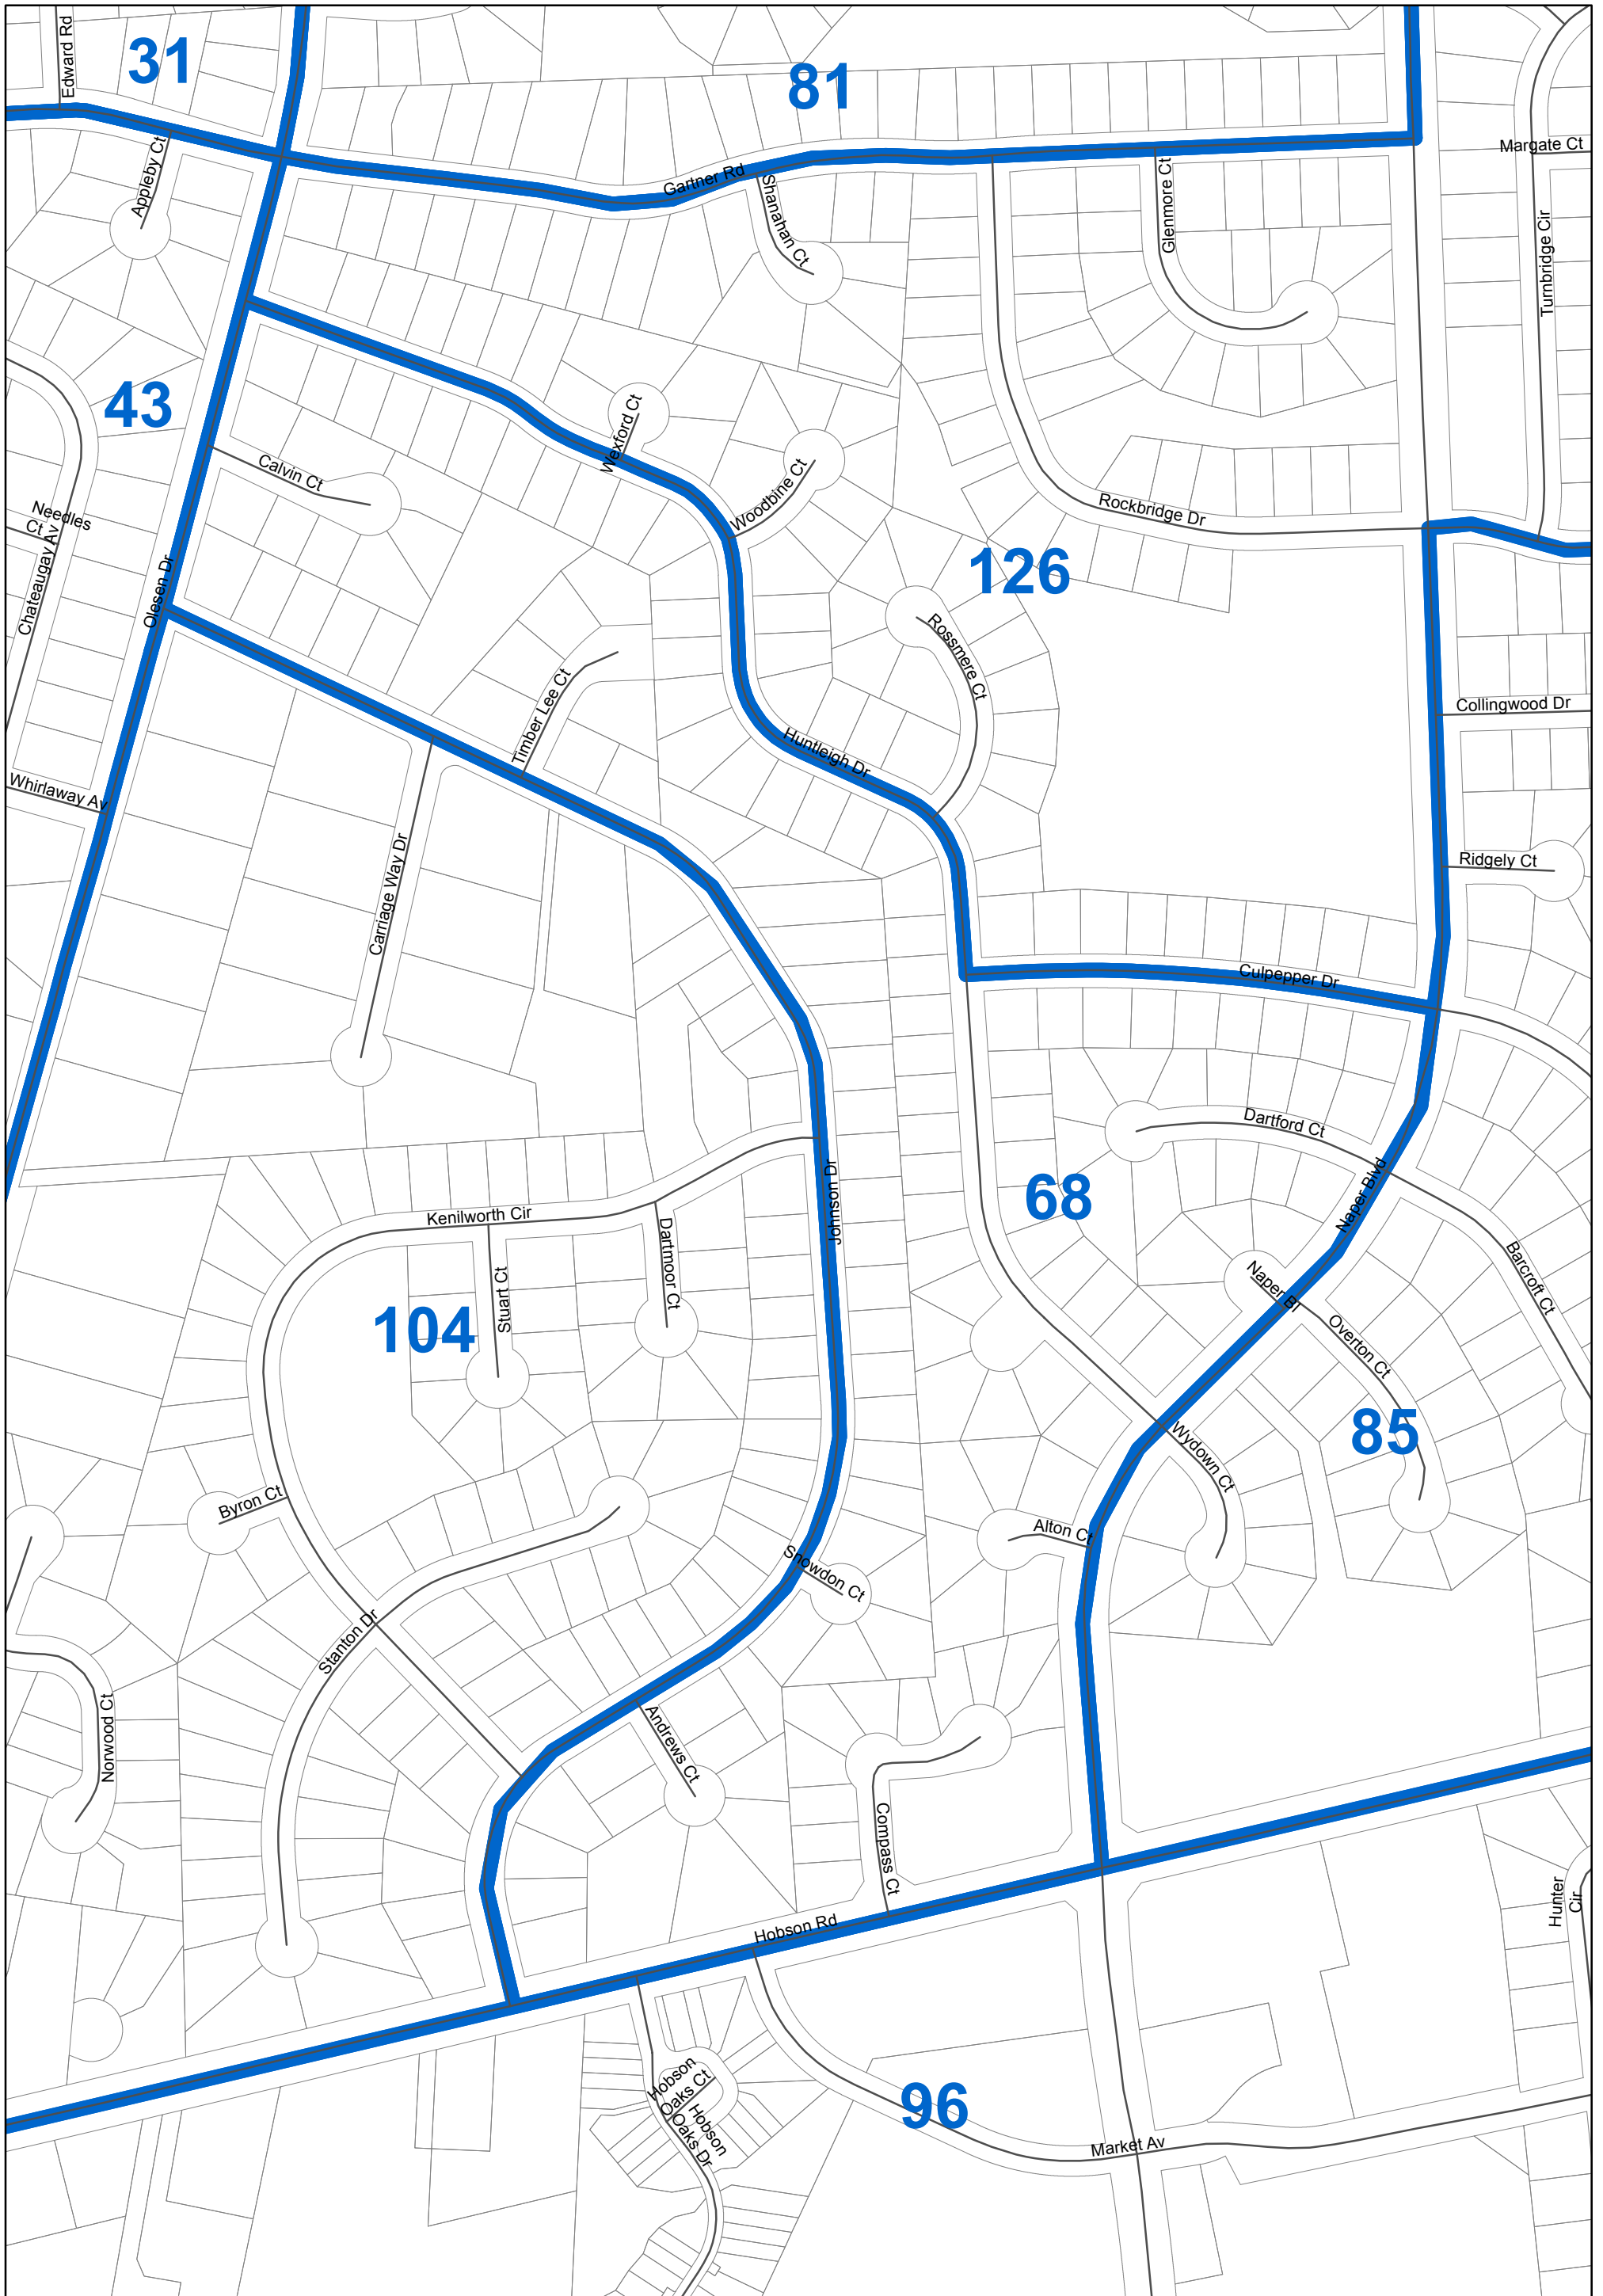 Edward Rd
31
81
Appleby Ct
Gartner Rd
Shanahan Ct
Glenmore Ct
Margate Ct
Turnbridge Cir
43
Wexford Ct
Calvin Ct
Woodbine Ct
Rockbridge Dr
Needles
Ct
Chateaugay Av
Olesen Dr
126
Rossmere Ct
Timber Lee Ct
Collingwood Dr
Huntleigh Dr
Whirlaway Av
Carriage Way Dr
Ridgely Ct
Culpepper Dr
Dartford Ct
Johnson Dr
68
Naper Blvd
Kenilworth Cir
Dartmoor Ct
Stuart Ct
104
Naper Bl
Barcroft Ct
Overton Ct
85
Wydown Ct
Byron Ct
Alton Ct
Snowdon Ct
Stanton Dr
Norwood Ct
Andrews Ct
Compass Ct
Hobson Rd
Hunter
Cir
Hobson
Oaks Ct
Hobson
Oaks Dr
96
Market Av